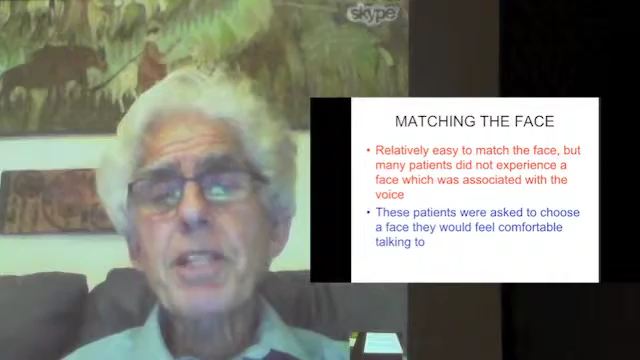 skype
MATCHING THE FACE
• Relatively easy to match the face, but
many patients did not experience a
face which was associated with the
voice
• These patients were asked to choose
a face they would feel comfortable
talking to